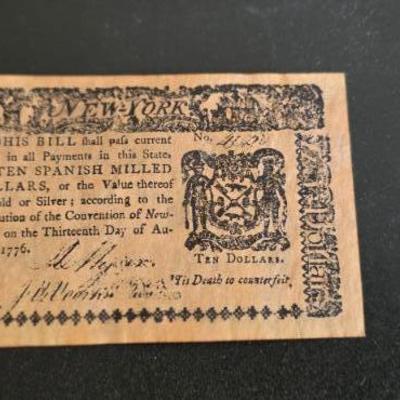 NEW-YORK
HIS BILL shall pass current No.
in all Payments in this State
TEN SPANISH MILLED
LLARS, or the Value thereof
old or Silver; according to the
ution of the Convention of New-
on the Thirteenth Day of Au-
1776.
TEN DOLLARS.
'Tis Death to counterfeit.
Dollars